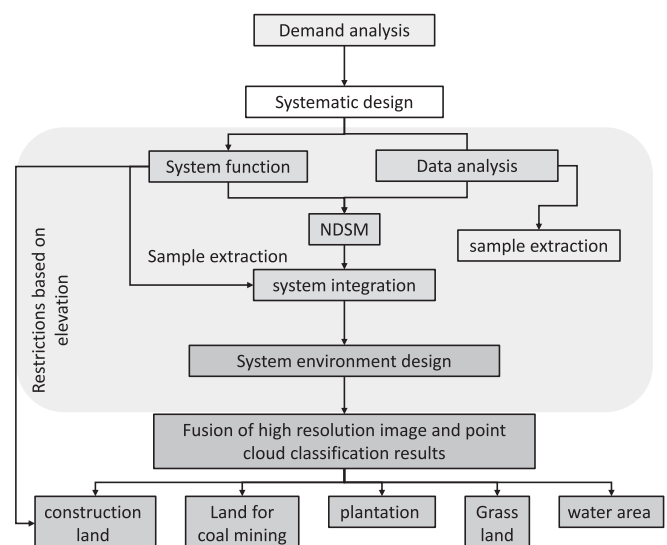 Demand analysis
Systematic design
System function
Data analysis
NDSM
sample extraction
Sample extraction
system integration
Restrictions based on
elevation
System environment design
Fusion of high resolution image and point
cloud classification results
construction
land
Land for
coal mining
plantation
Grass
land
water area